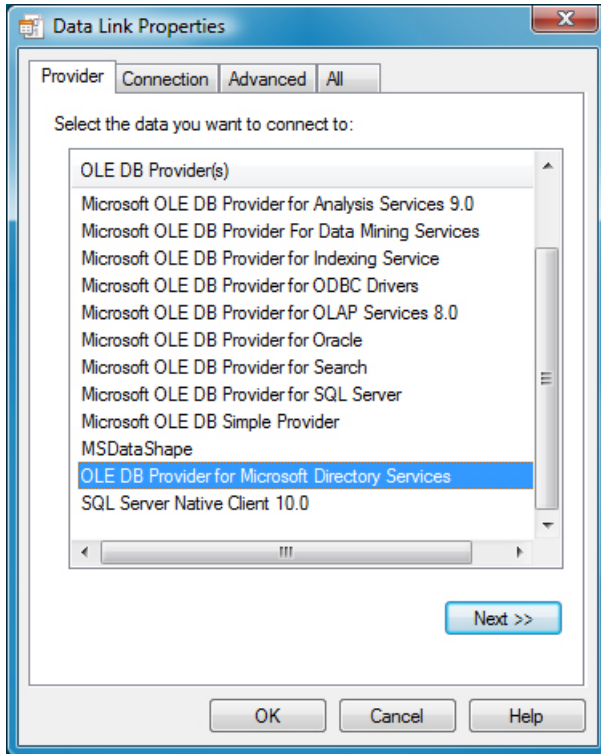 Data Link Properties
Provider Connection Advanced All
Select the data you want to connect to:
OLE DB Provider(s)
Microsoft OLE DB Provider for Analysis Services 9.0
Microsoft OLE DB Provider For Data Mining Services
Microsoft OLE DB Provider for Indexing Service
Microsoft OLE DB Provider for ODBC Drivers
Microsoft OLE DB Provider for OLAP Services 8.0
Microsoft OLE DB Provider for Oracle
Microsoft OLE DB Provider for Search
Microsoft OLE DB Provider for SQL Server
Microsoft OLE DB Simple Provider
MSDataShape
OLE DB Provider for Microsoft Directory Services
SQL Server Native Client 10.0
Next >>
OK Cancel Help